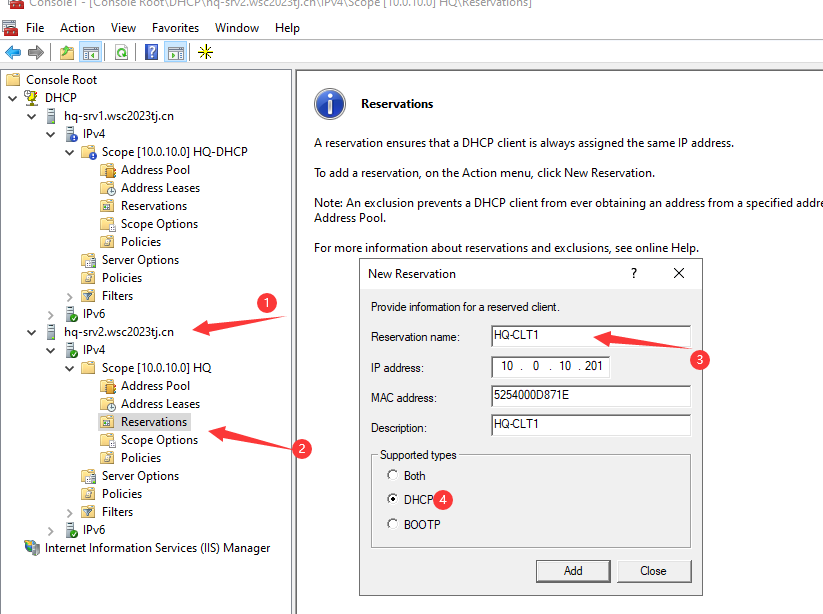 Console1 - [Console Root\DHCP\hq-srv2.wsc2023tj.cn\IPv4\Scope [10.0.10.0] HQ\Reservations]
File Action View Favorites Window Help
Console Root
DHCP
hq-srv1.wsc2023tj.cn
IPv4
Scope [10.0.10.0] HQ-DHCP
Address Pool
Address Leases
Reservations
Scope Options
Policies
Server Options
Policies
Filters
IPv6
hq-srv2.wsc2023tj.cn
IPv4
Scope [10.0.10.0] HQ
Address Pool
Address Leases
Reservations
Scope Options
Policies
Server Options
Policies
Filters
IPv6
Internet Information Services (IIS) Manager
1
2
Reservations
A reservation ensures that a DHCP client is always assigned the same IP address.
To add a reservation, on the Action menu, click New Reservation.
Note: An exclusion prevents a DHCP client from ever obtaining an address from a specified addre
Address Pool.
For more information about reservations and exclusions, see online Help.
New Reservation ?
Provide information for a reserved client.
Reservation name: HQ-CLT1
3
IP address: 10 . 0 . 10 . 201
MAC address: 5254000D871E
Description: HQ-CLT1
Supported types
Both
DHCP 4
BOOTP
Add Close